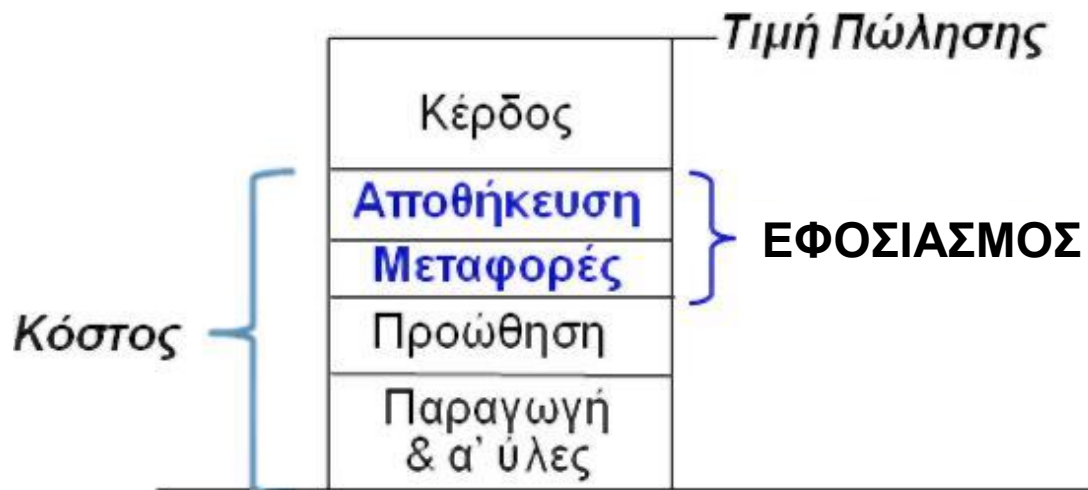 Τιμή Πώλησης
Κέρδος
Αποθήκευση
Μεταφορές
ΕΦΟΣΙΑΣΜΟΣ
Προώθηση
Κόστος
Παραγωγή
& α' ύλες